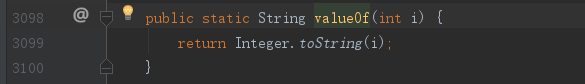 3098 @ public static String valueOf(int i) {
3099 return Integer.toString(i);
3100 }